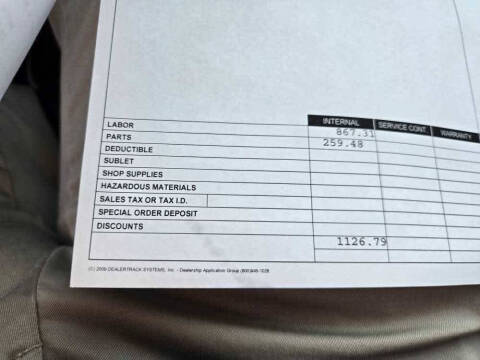 INTERNAL SERVICE CONT. WARRANTY
LABOR 867.31
PARTS 259.48
DEDUCTIBLE
SUBLET
SHOP SUPPLIES
HAZARDOUS MATERIALS
SALES TAX OR TAX I.D.
SPECIAL ORDER DEPOSIT
DISCOUNTS
1126.79
DEALERTRACK SYSTEMS, Inc. - Dealership Application Group